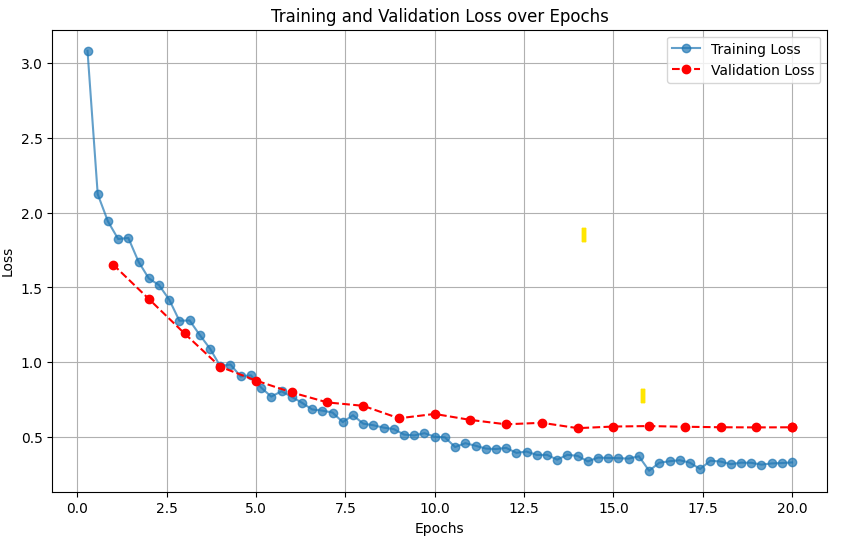 Training and Validation Loss over Epochs
Training Loss
Validation Loss
3.0
2.5
2.0
1.5
1.0
0.5
Loss
0.0 2.5 5.0 7.5 10.0 12.5 15.0 17.5 20.0
Epochs